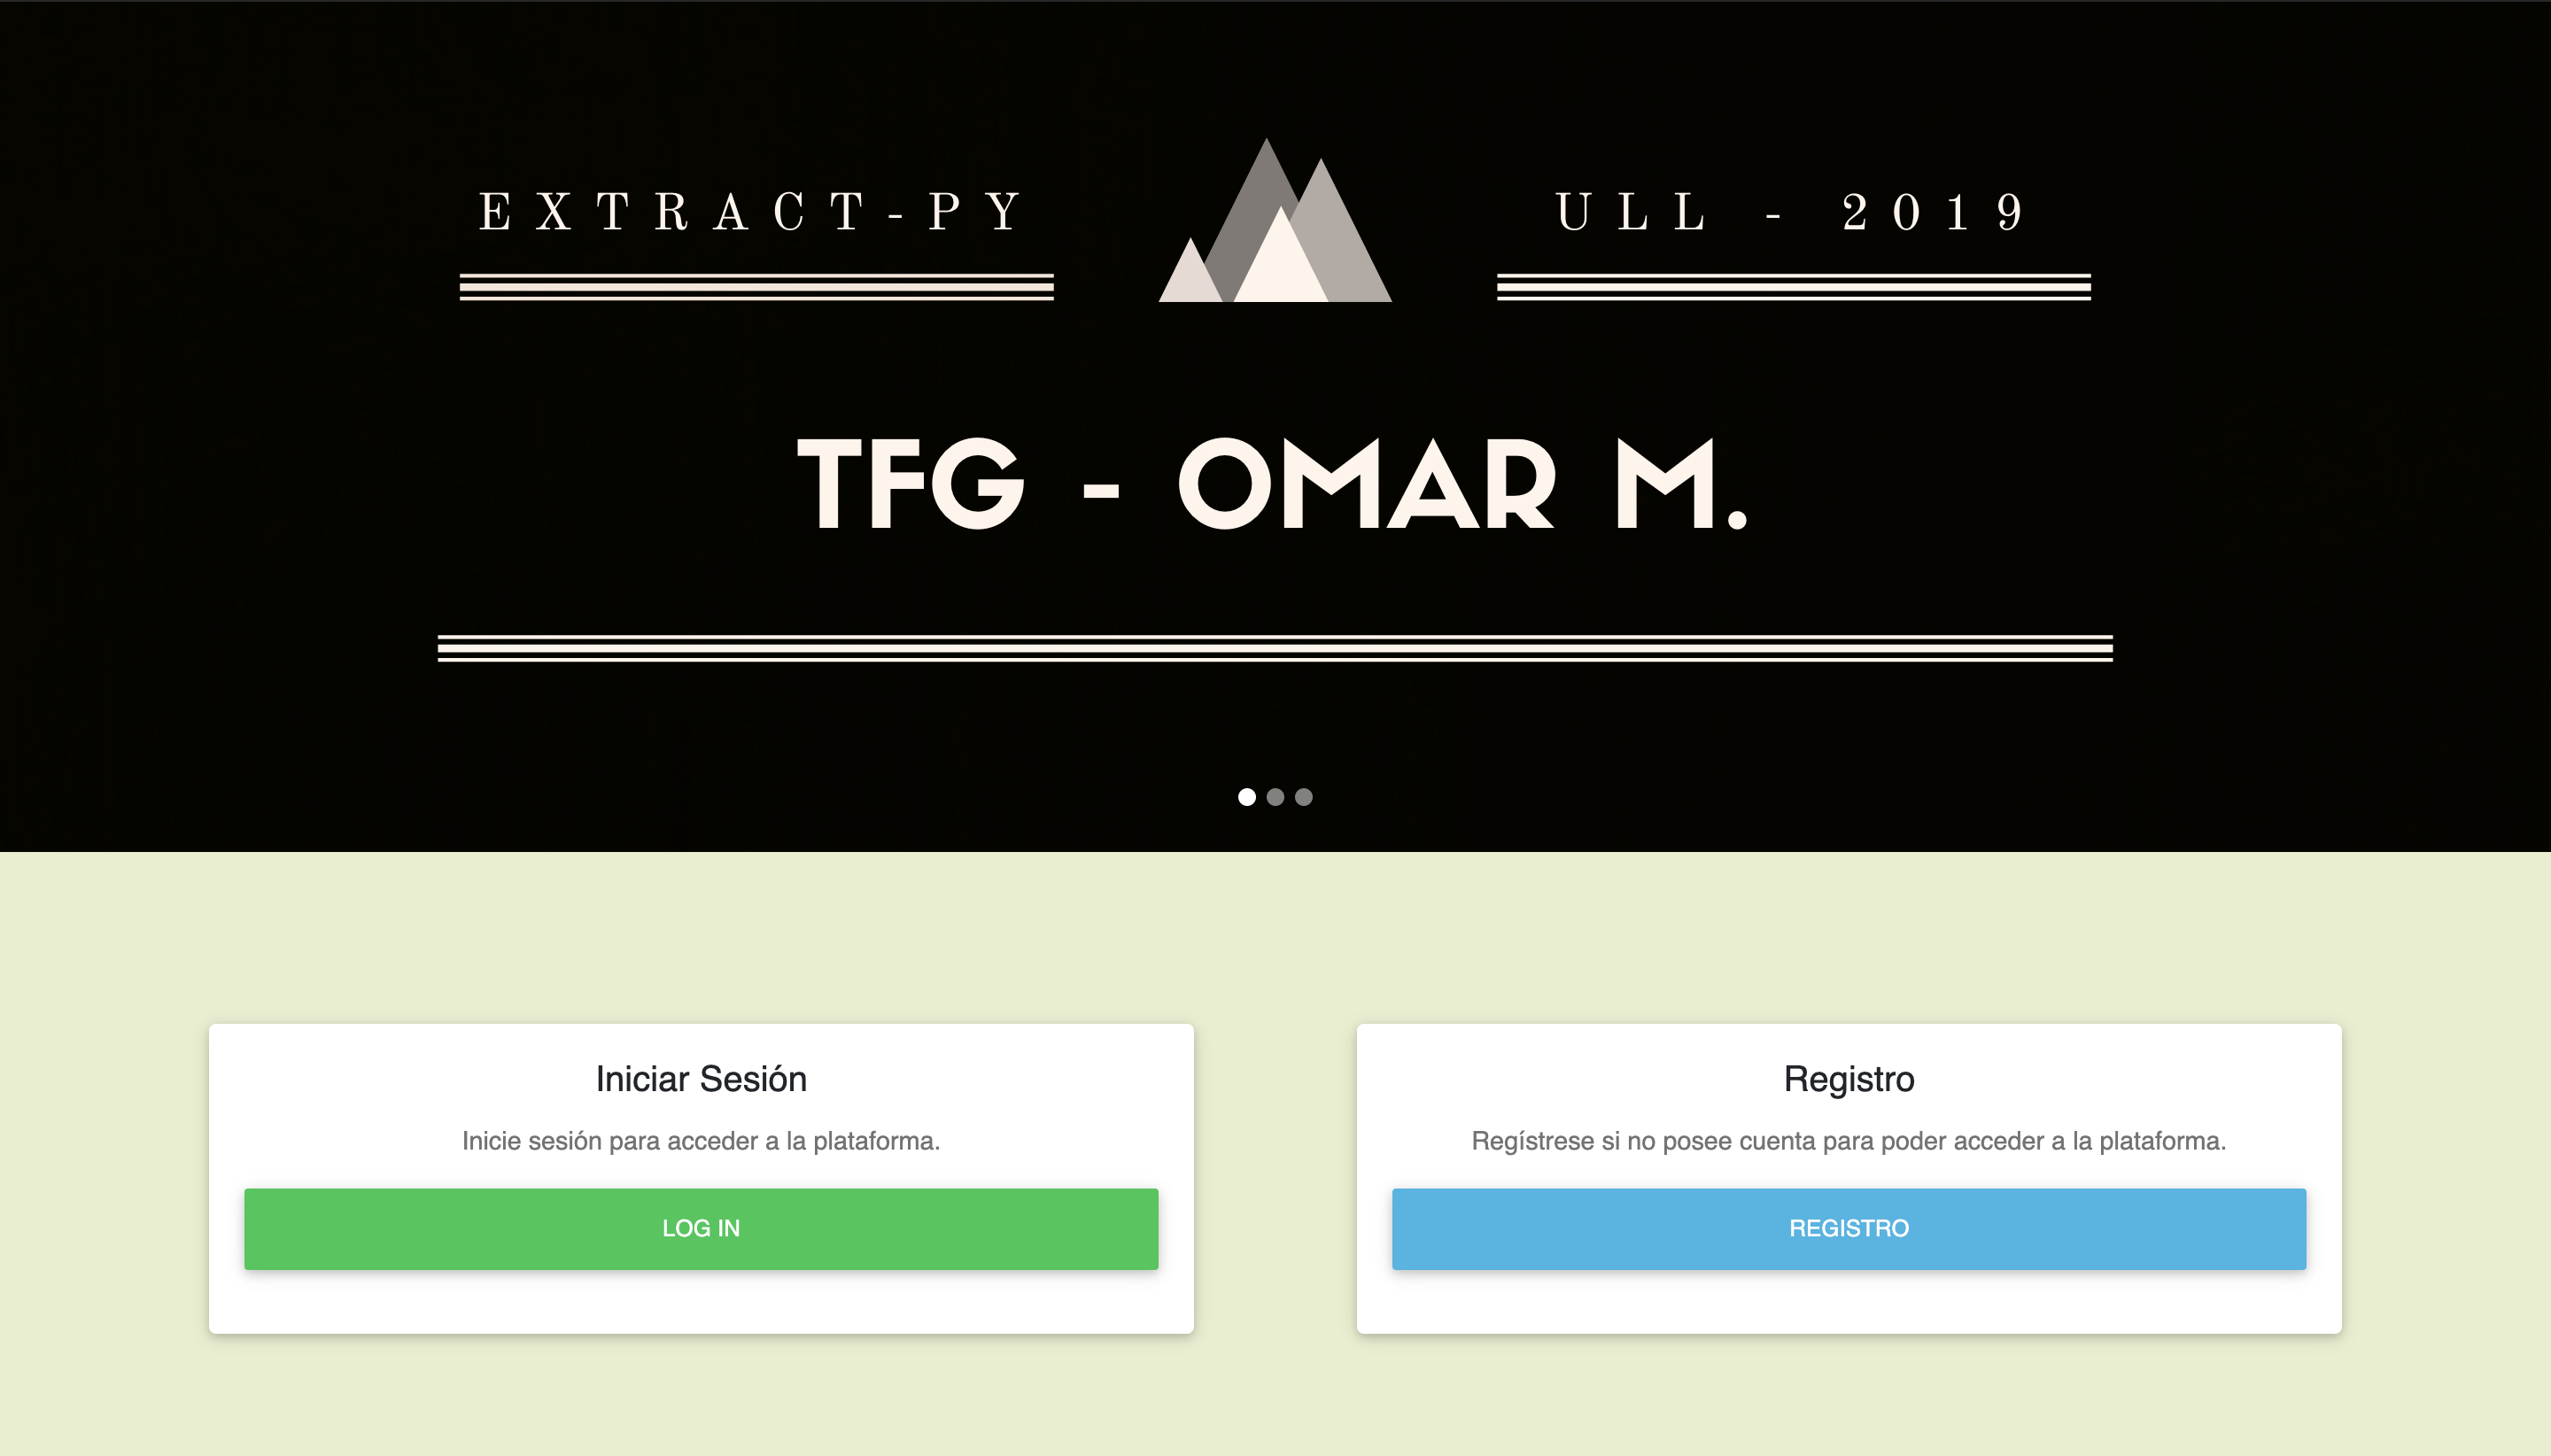 EXTRACT-PY
ULL - 2019
TFG - OMAR M.
Iniciar Sesión
Inicie sesión para acceder a la plataforma.
LOG IN
Registro
Regístrese si no posee cuenta para poder acceder a la plataforma.
REGISTRO